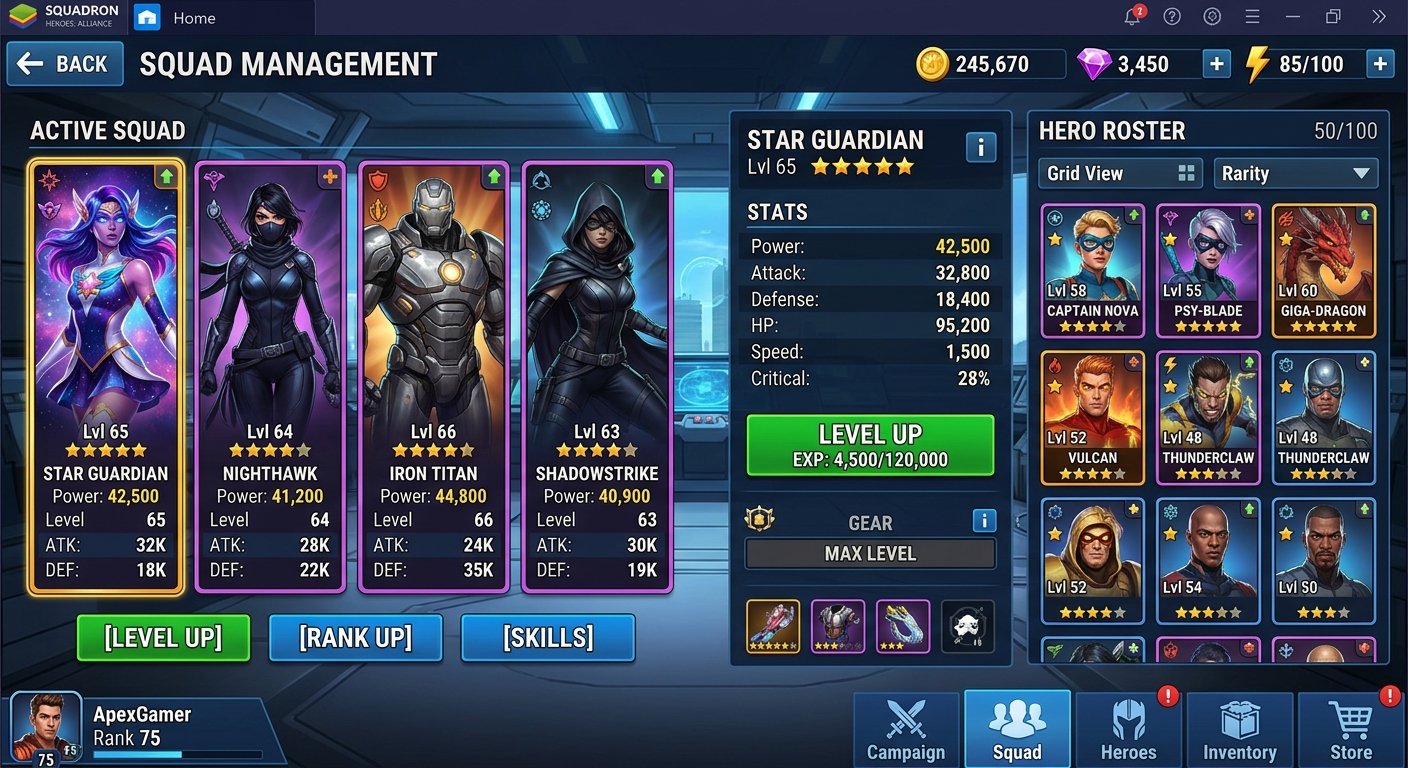 SQUADRON
HEROES: ALLIANCE
Home
2
BACK
SQUAD MANAGEMENT
245,670
3,450
+
85/100
+
ACTIVE SQUAD
Lvl 65
STAR GUARDIAN
Power: 42,500
Level 65
ATK: 32K
DEF: 18K
Lvl 64
NIGHTHAWK
Power: 41,200
Level 64
ATK: 28K
DEF: 22K
Lvl 66
IRON TITAN
Power: 44,800
Level 66
ATK: 24K
DEF: 35K
Lvl 63
SHADOWSTRIKE
Power: 40,900
Level 63
ATK: 30K
DEF: 19K
[LEVEL UP]
[RANK UP]
[SKILLS]
STAR GUARDIAN
Lvl 65
i
STATS
Power: 42,500
Attack: 32,800
Defense: 18,400
HP: 95,200
Speed: 1,500
Critical: 28%
LEVEL UP
EXP: 4,500/120,000
GEAR
i
MAX LEVEL
HERO ROSTER
50/100
Grid View
Rarity
Lvl 58
CAPTAIN NOVA
Lvl 55
PSY-BLADE
Lvl 60
GIGA-DRAGON
Lvl 52
VULCAN
Lvl 48
THUNDERCLAW
Lvl 48
THUNDERCLAW
Lvl 52
Lvl 54
Lvl S0
ApexGamer
Rank 75
75
Campaign
Squad
!
Heroes
Inventory
!
Store